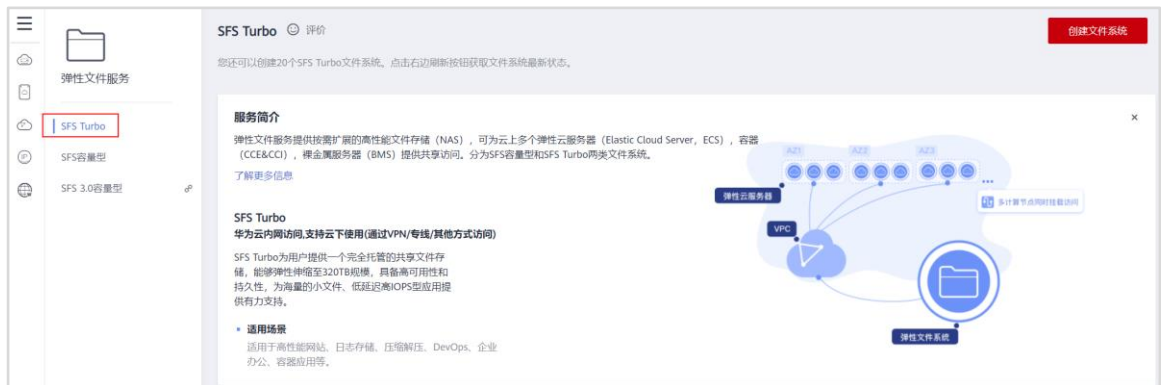 弹性文件服务
SFS Turbo
SFS容量型
SFS 3.0容量型
SFS Turbo 评价
创建文件系统
您还可以创建20个SFS Turbo文件系统。点击右边刷新按钮获取文件系统最新状态。
服务简介
弹性文件服务提供按需扩展的高性能文件存储（NAS），可为云上多个弹性云服务器（Elastic Cloud Server，ECS），容器
（CCE&CCI），裸金属服务器（BMS）提供共享访问。分为SFS容量型和SFS Turbo两类文件系统。
了解更多信息
SFS Turbo
华为云内网访问,支持云下使用(通过VPN/专线/其他方式访问)
SFS Turbo为用户提供一个完全托管的共享文件存
储，能够弹性伸缩至320TB规模，具备高可用性和
持久性，为海量的小文件、低延迟高IOPS型应用提
供有力支持。
适用场景
适用于高性能网站、日志存储、压缩解压、DevOps、企业
办公、容器应用等。
AZ1
AZ2
AZ3
弹性云服务器
多计算节点同时挂载访问
VPC
弹性文件系统